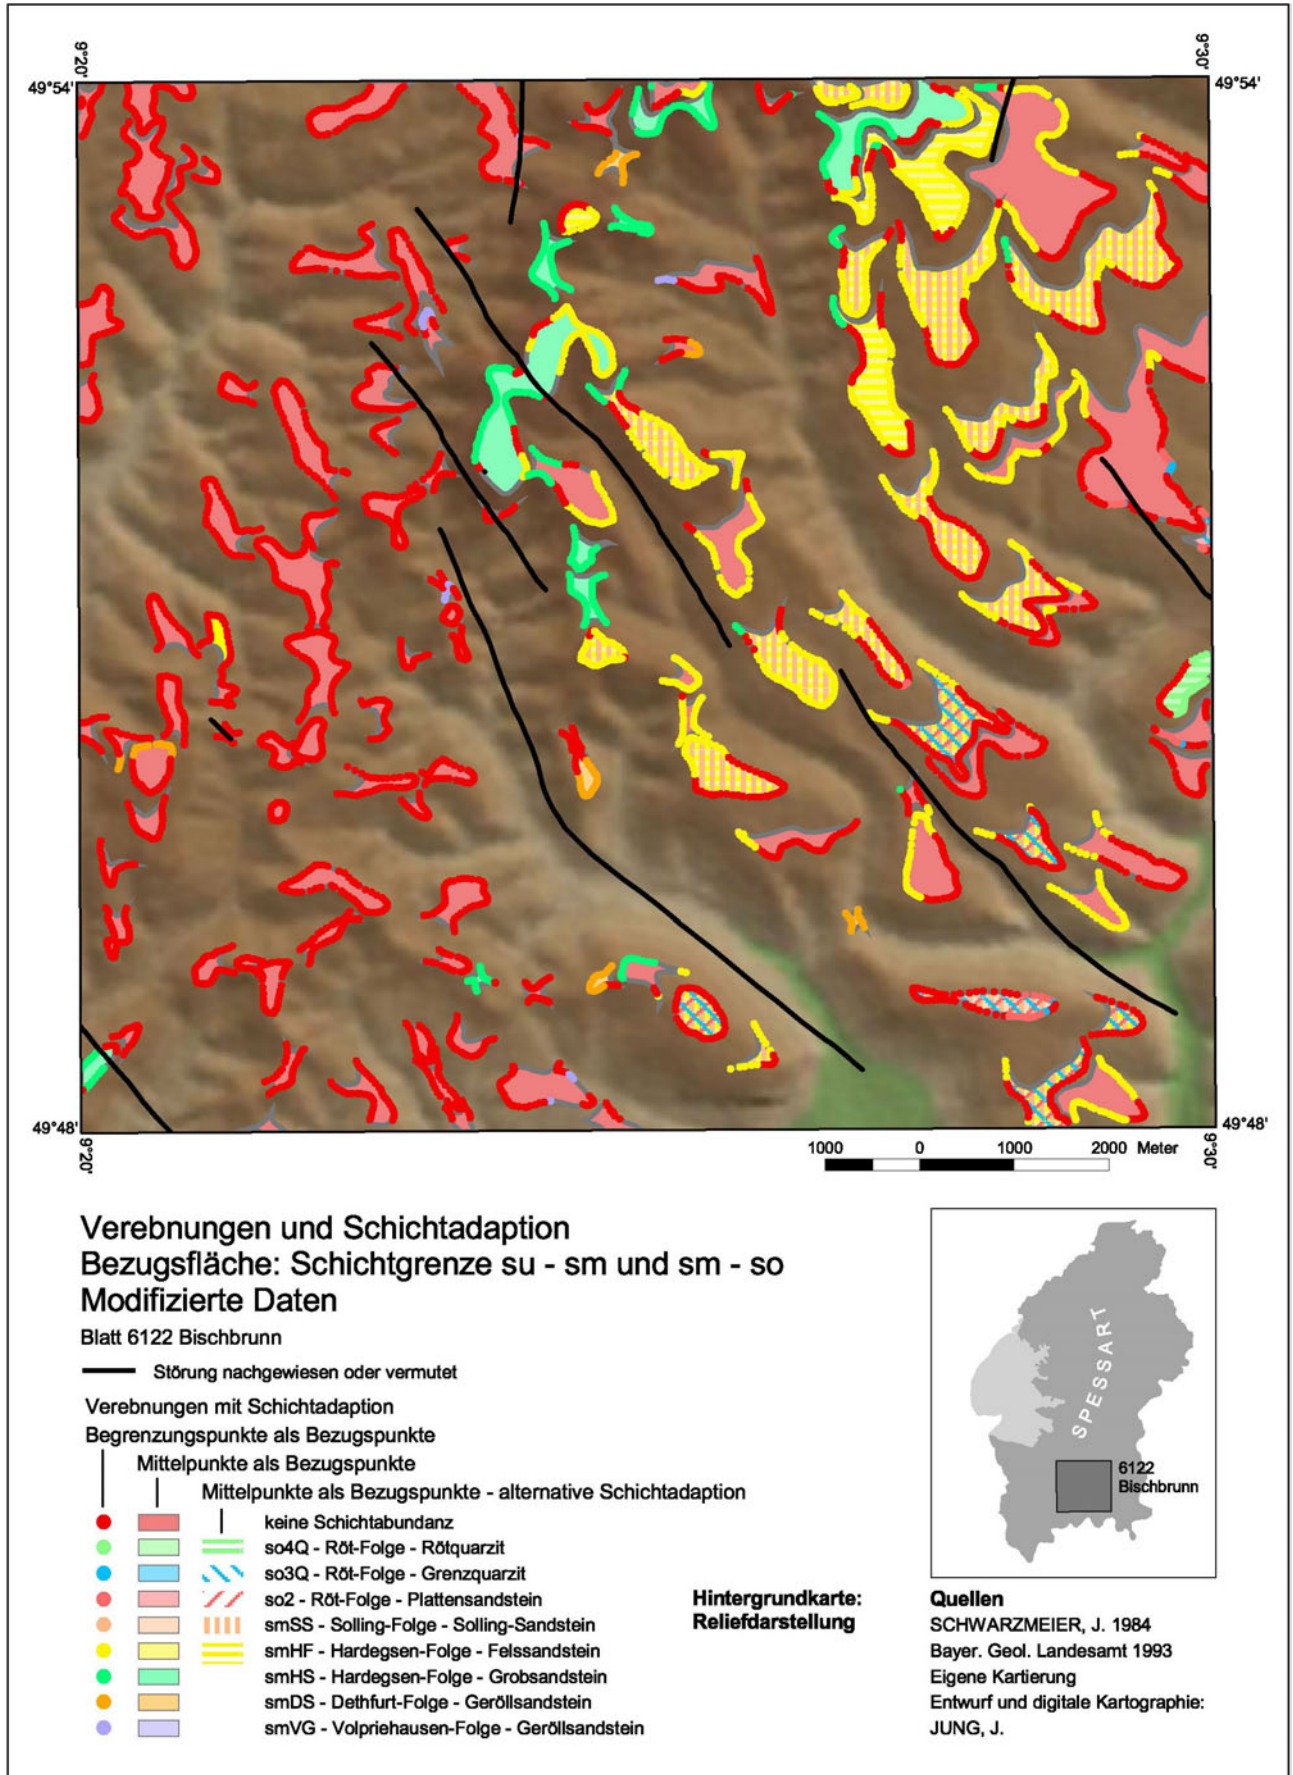 9°20'
9°30'
49°54'
49°54'
49°48'
49°48'
9°20'
9°30'
1000 0 1000 2000 Meter
Verebnungen und Schichtadaption
Bezugsfläche: Schichtgrenze su - sm und sm - so
Modifizierte Daten
Blatt 6122 Bischbrunn
Störung nachgewiesen oder vermutet
Verebnungen mit Schichtadaption
Begrenzungspunkte als Bezugspunkte
Mittelpunkte als Bezugspunkte
Mittelpunkte als Bezugspunkte - alternative Schichtadaption
keine Schichtabundanz
so4Q - Röt-Folge - Rötquarzit
so3Q - Röt-Folge - Grenzquarzit
so2 - Röt-Folge - Plattensandstein
smSS - Solling-Folge - Solling-Sandstein
smHF - Hardegsen-Folge - Felssandstein
smHS - Hardegsen-Folge - Grobsandstein
smDS - Dethfurt-Folge - Geröllsandstein
smVG - Volpriehausen-Folge - Geröllsandstein
SPESSART
6122
Bischbrunn
Hintergrundkarte:
Reliefdarstellung
Quellen
SCHWARZMEIER, J. 1984
Bayer. Geol. Landesamt 1993
Eigene Kartierung
Entwurf und digitale Kartographie:
JUNG, J.